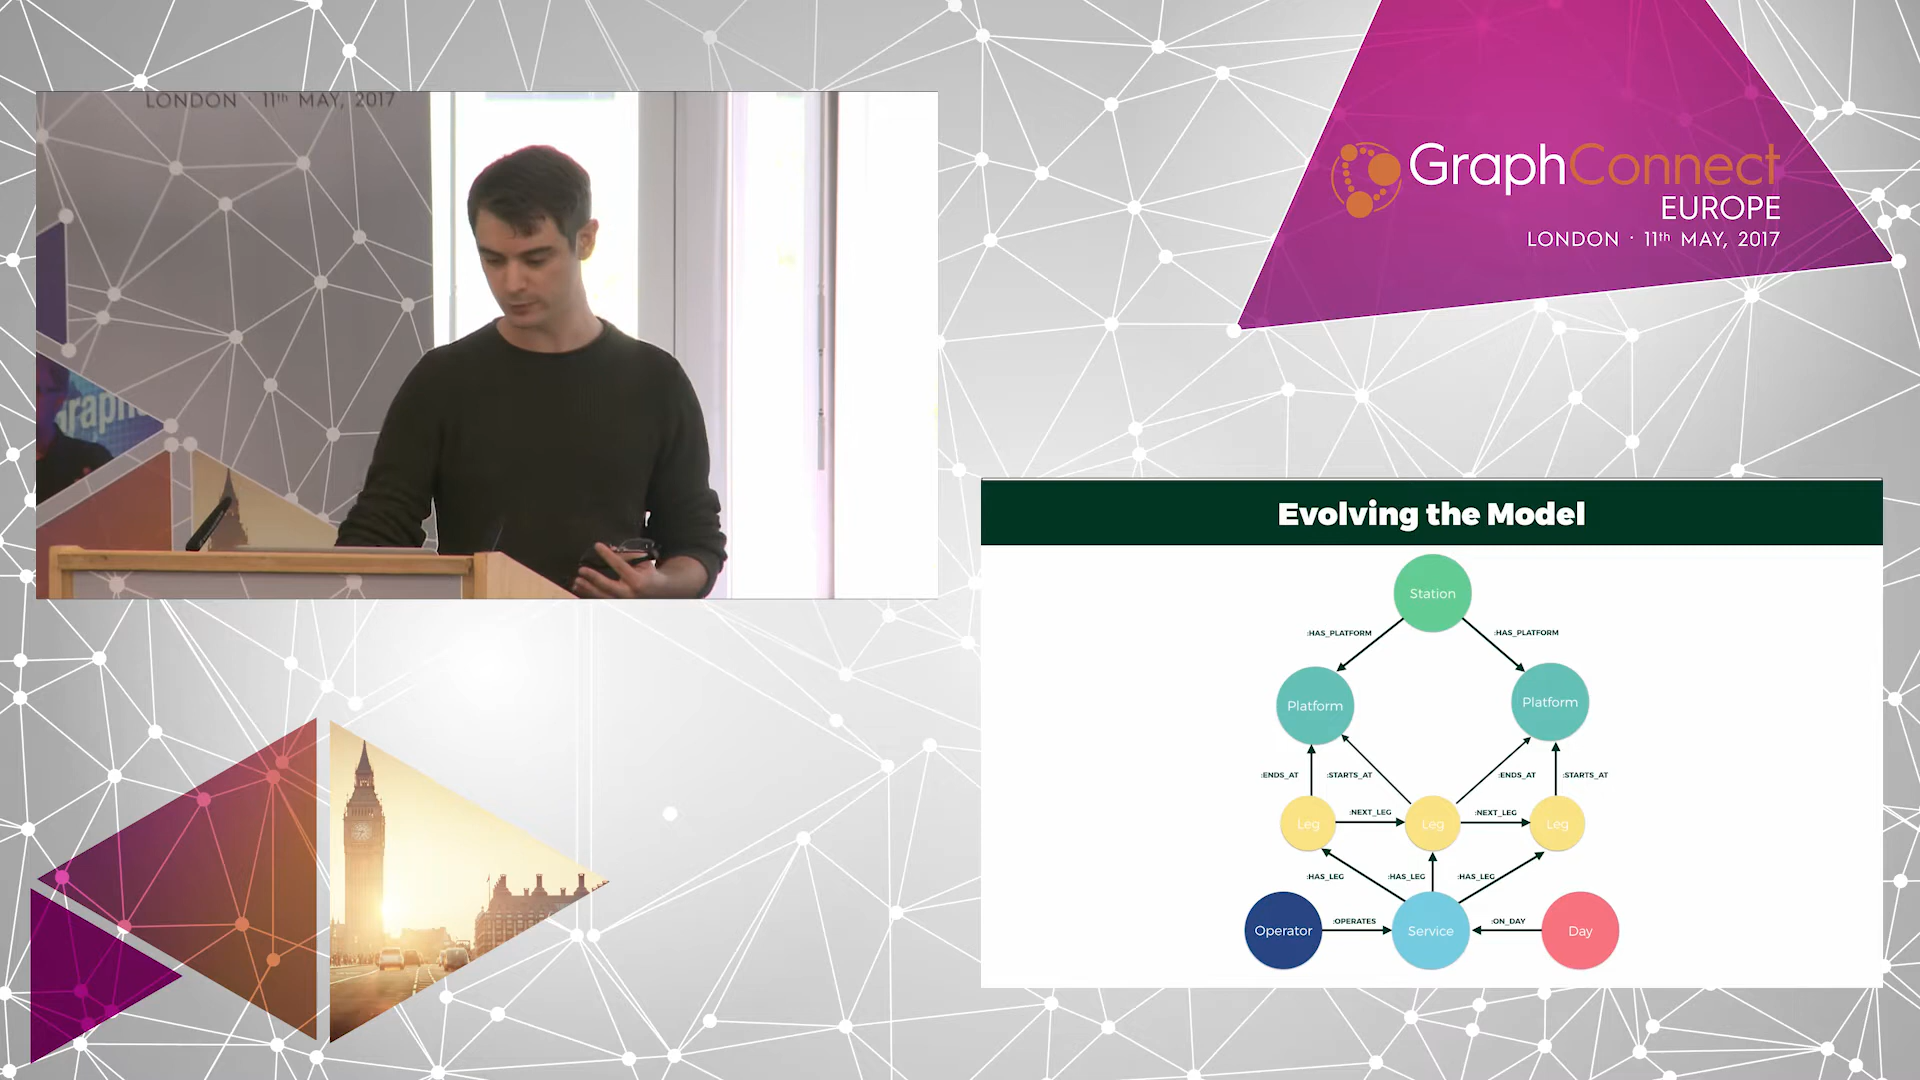 LONDON · 11th MAY, 2017
GraphConnect
EUROPE
LONDON · 11th MAY, 2017
Evolving the Model
Station
:HAS_PLATFORM
:HAS_PLATFORM
Platform
Platform
:ENDS_AT
:STARTS_AT
:ENDS_AT
:STARTS_AT
:NEXT_LEG
:NEXT_LEG
Leg
Leg
Leg
:HAS_LEG
:HAS_LEG
:HAS_LEG
Operator
:OPERATES
Service
:ON_DAY
Day